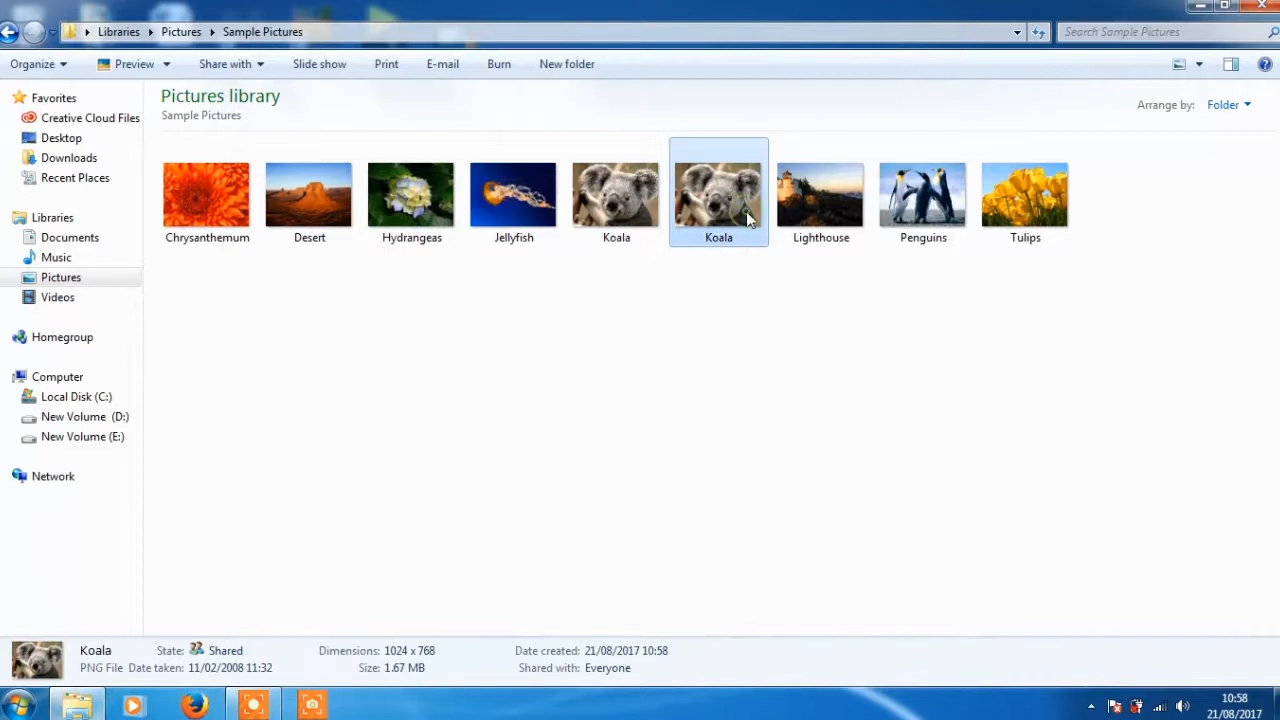 Libraries Pictures Sample Pictures
Search Sample Pictures
Organize Preview Share with Slide show Print E-mail Burn New folder
Favorites
Creative Cloud Files
Desktop
Downloads
Recent Places
Libraries
Documents
Music
Pictures
Videos
Homegroup
Computer
Local Disk (C:)
New Volume (D:)
New Volume (E:)
Network
Pictures library
Sample Pictures
Arrange by: Folder
Chrysanthemum Desert Hydrangeas Jellyfish Koala Koala Lighthouse Penguins Tulips
Koala State: Shared Dimensions: 1024 x 768 Date created: 21/08/2017 10:58
PNG File Date taken: 11/02/2008 11:32 Size: 1.67 MB Shared with: Everyone
10:58
21/08/2017